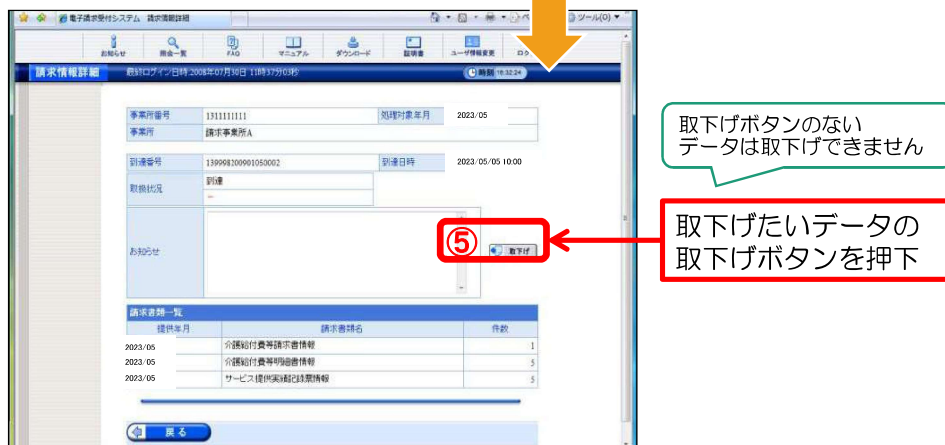 電子請求受付システム 請求情報詳細
ツール(O)
お知らせ 照会一覧 FAQ マニュアル ダウンロード 証明書 ユーザ情報変更
請求情報詳細 最終ログイン日時:2008年07月30日 11時37分03秒 時刻 16:32:24
事業所番号 1311111111 処理対象年月 2023/05
事業所 請求事業所A
到達番号 139998200901050002 到達日時 2023/05/05 10:00
取扱状況 到達
−
お知らせ
⑤ 取下げ
請求書類一覧
提供年月 請求書類名 件数
2023/05 介護給付費等請求書情報 1
2023/05 介護給付費等明細書情報 5
2023/05 サービス提供実績記録票情報 5
戻る
取下げボタンのない
データは取下げできません
取下げたいデータの
取下げボタンを押下